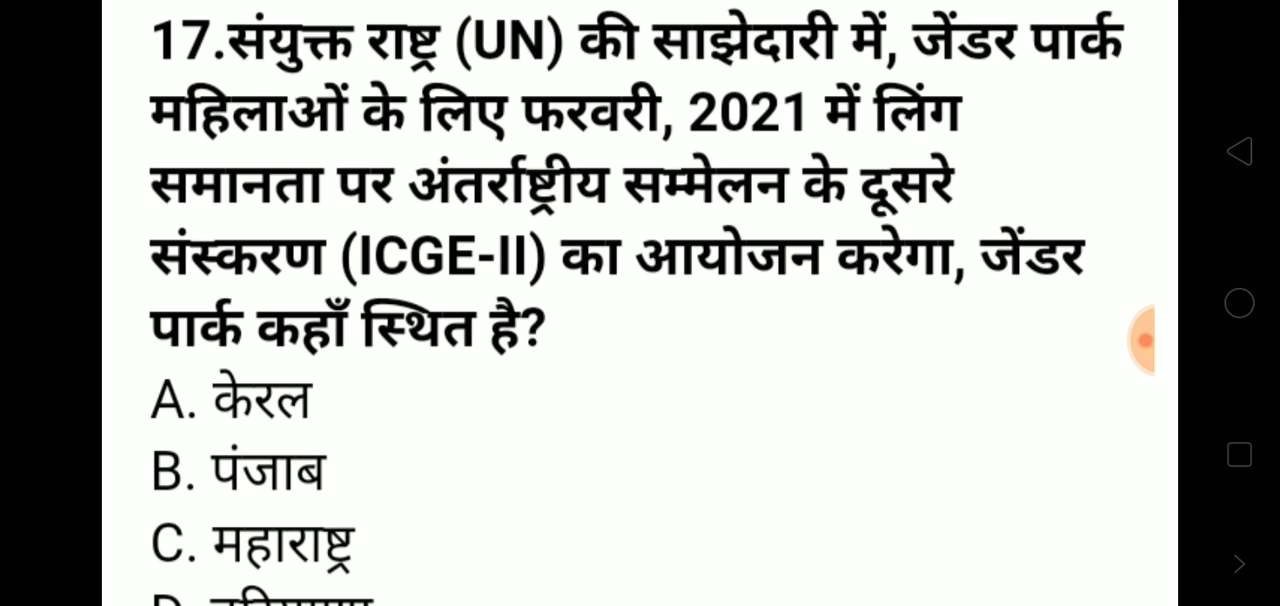 17.संयुक्त राष्ट्र (UN) की साझेदारी में, जेंडर पार्क
महिलाओं के लिए फरवरी, 2021 में लिंग
समानता पर अंतर्राष्ट्रीय सम्मेलन के दूसरे
संस्करण (ICGE-II) का आयोजन करेगा, जेंडर
पार्क कहाँ स्थित है?
A. केरल
B. पंजाब
C. महाराष्ट्र